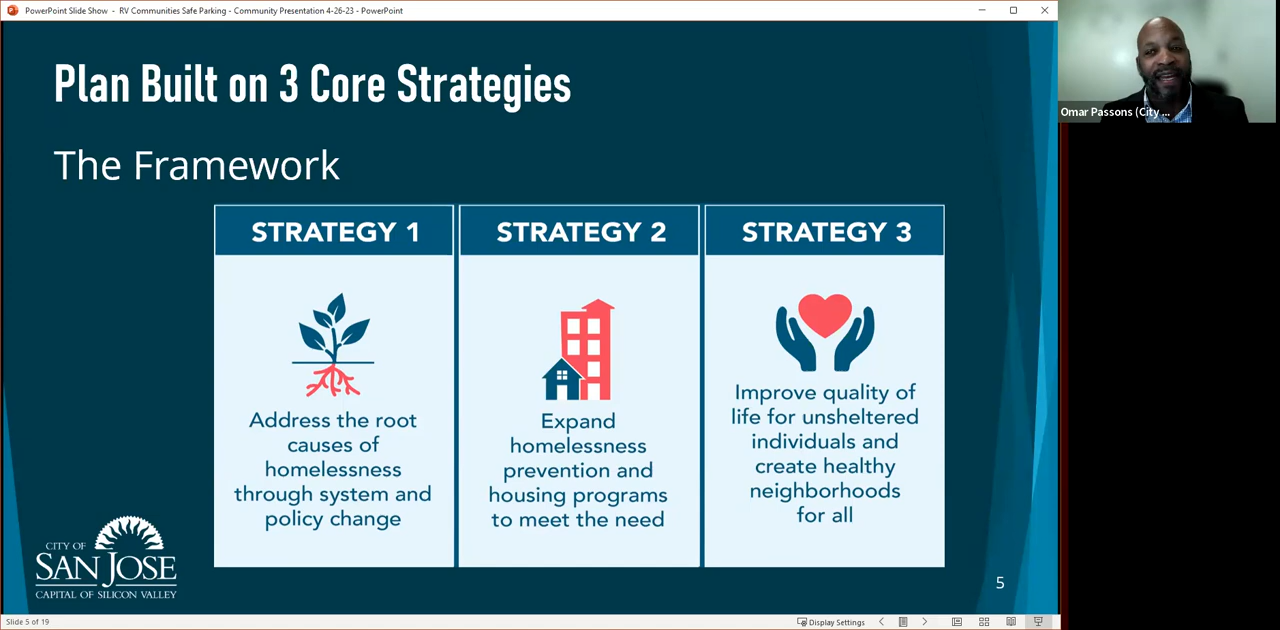 PowerPoint Slide Show - RV Communities Safe Parking - Community Presentation 4-26-23 - PowerPoint
Plan Built on 3 Core Strategies
The Framework
STRATEGY 1
Address the root
causes of
homelessness
through system and
policy change
STRATEGY 2
Expand
homelessness
prevention and
housing programs
to meet the need
STRATEGY 3
Improve quality of
life for unsheltered
individuals and
create healthy
neighborhoods
for all
CITY OF
SAN JOSE
CAPITAL OF SILICON VALLEY
5
Slide 5 of 19
Display Settings
Omar Passons (City ...